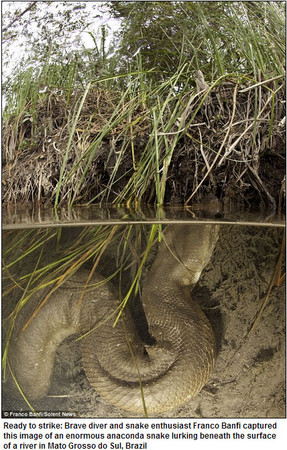 © Franco Banfi/Solent News
Ready to strike: Brave diver and snake enthusiast Franco Banfi captured
this image of an enormous anaconda snake lurking beneath the surface
of a river in Mato Grosso do Sul, Brazil